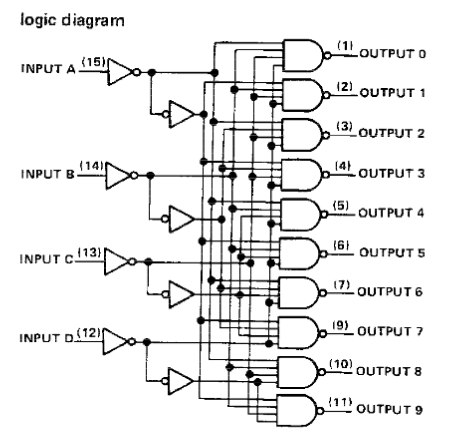 logic diagram
(1) OUTPUT 0
INPUT A (15)
(2) OUTPUT 1
(3) OUTPUT 2
INPUT B (14)
(4) OUTPUT 3
(5) OUTPUT 4
(6) OUTPUT 5
INPUT C (13)
(7) OUTPUT 6
INPUT D (12)
(9) OUTPUT 7
(10) OUTPUT 8
(11) OUTPUT 9